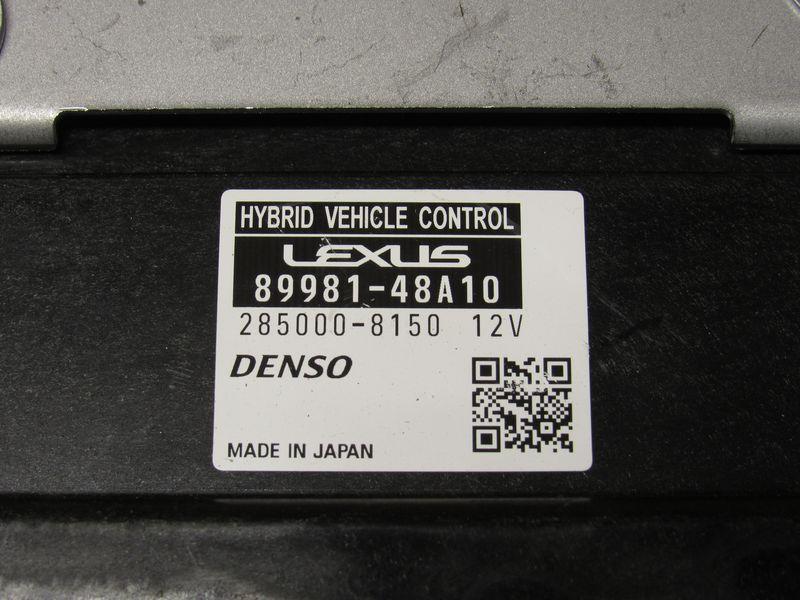 HYBRID VEHICLE CONTROL
LEXUS
89981-48A10
285000-8150 12V
DENSO
MADE IN JAPAN